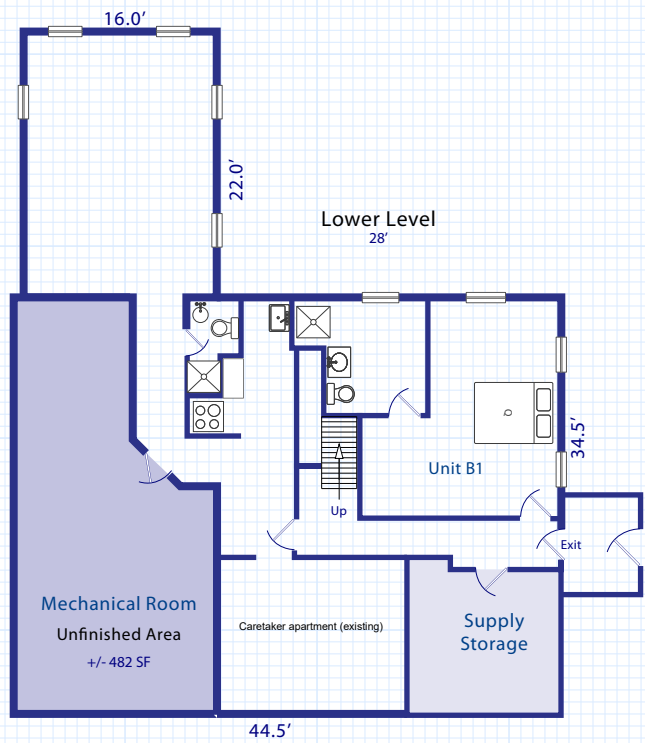 16.0’
22.0’
Lower Level
28’
34.5’
Unit B1
Up
Exit
Mechanical Room
Unfinished Area
+/- 482 SF
Caretaker apartment (existing)
Supply
Storage
44.5’